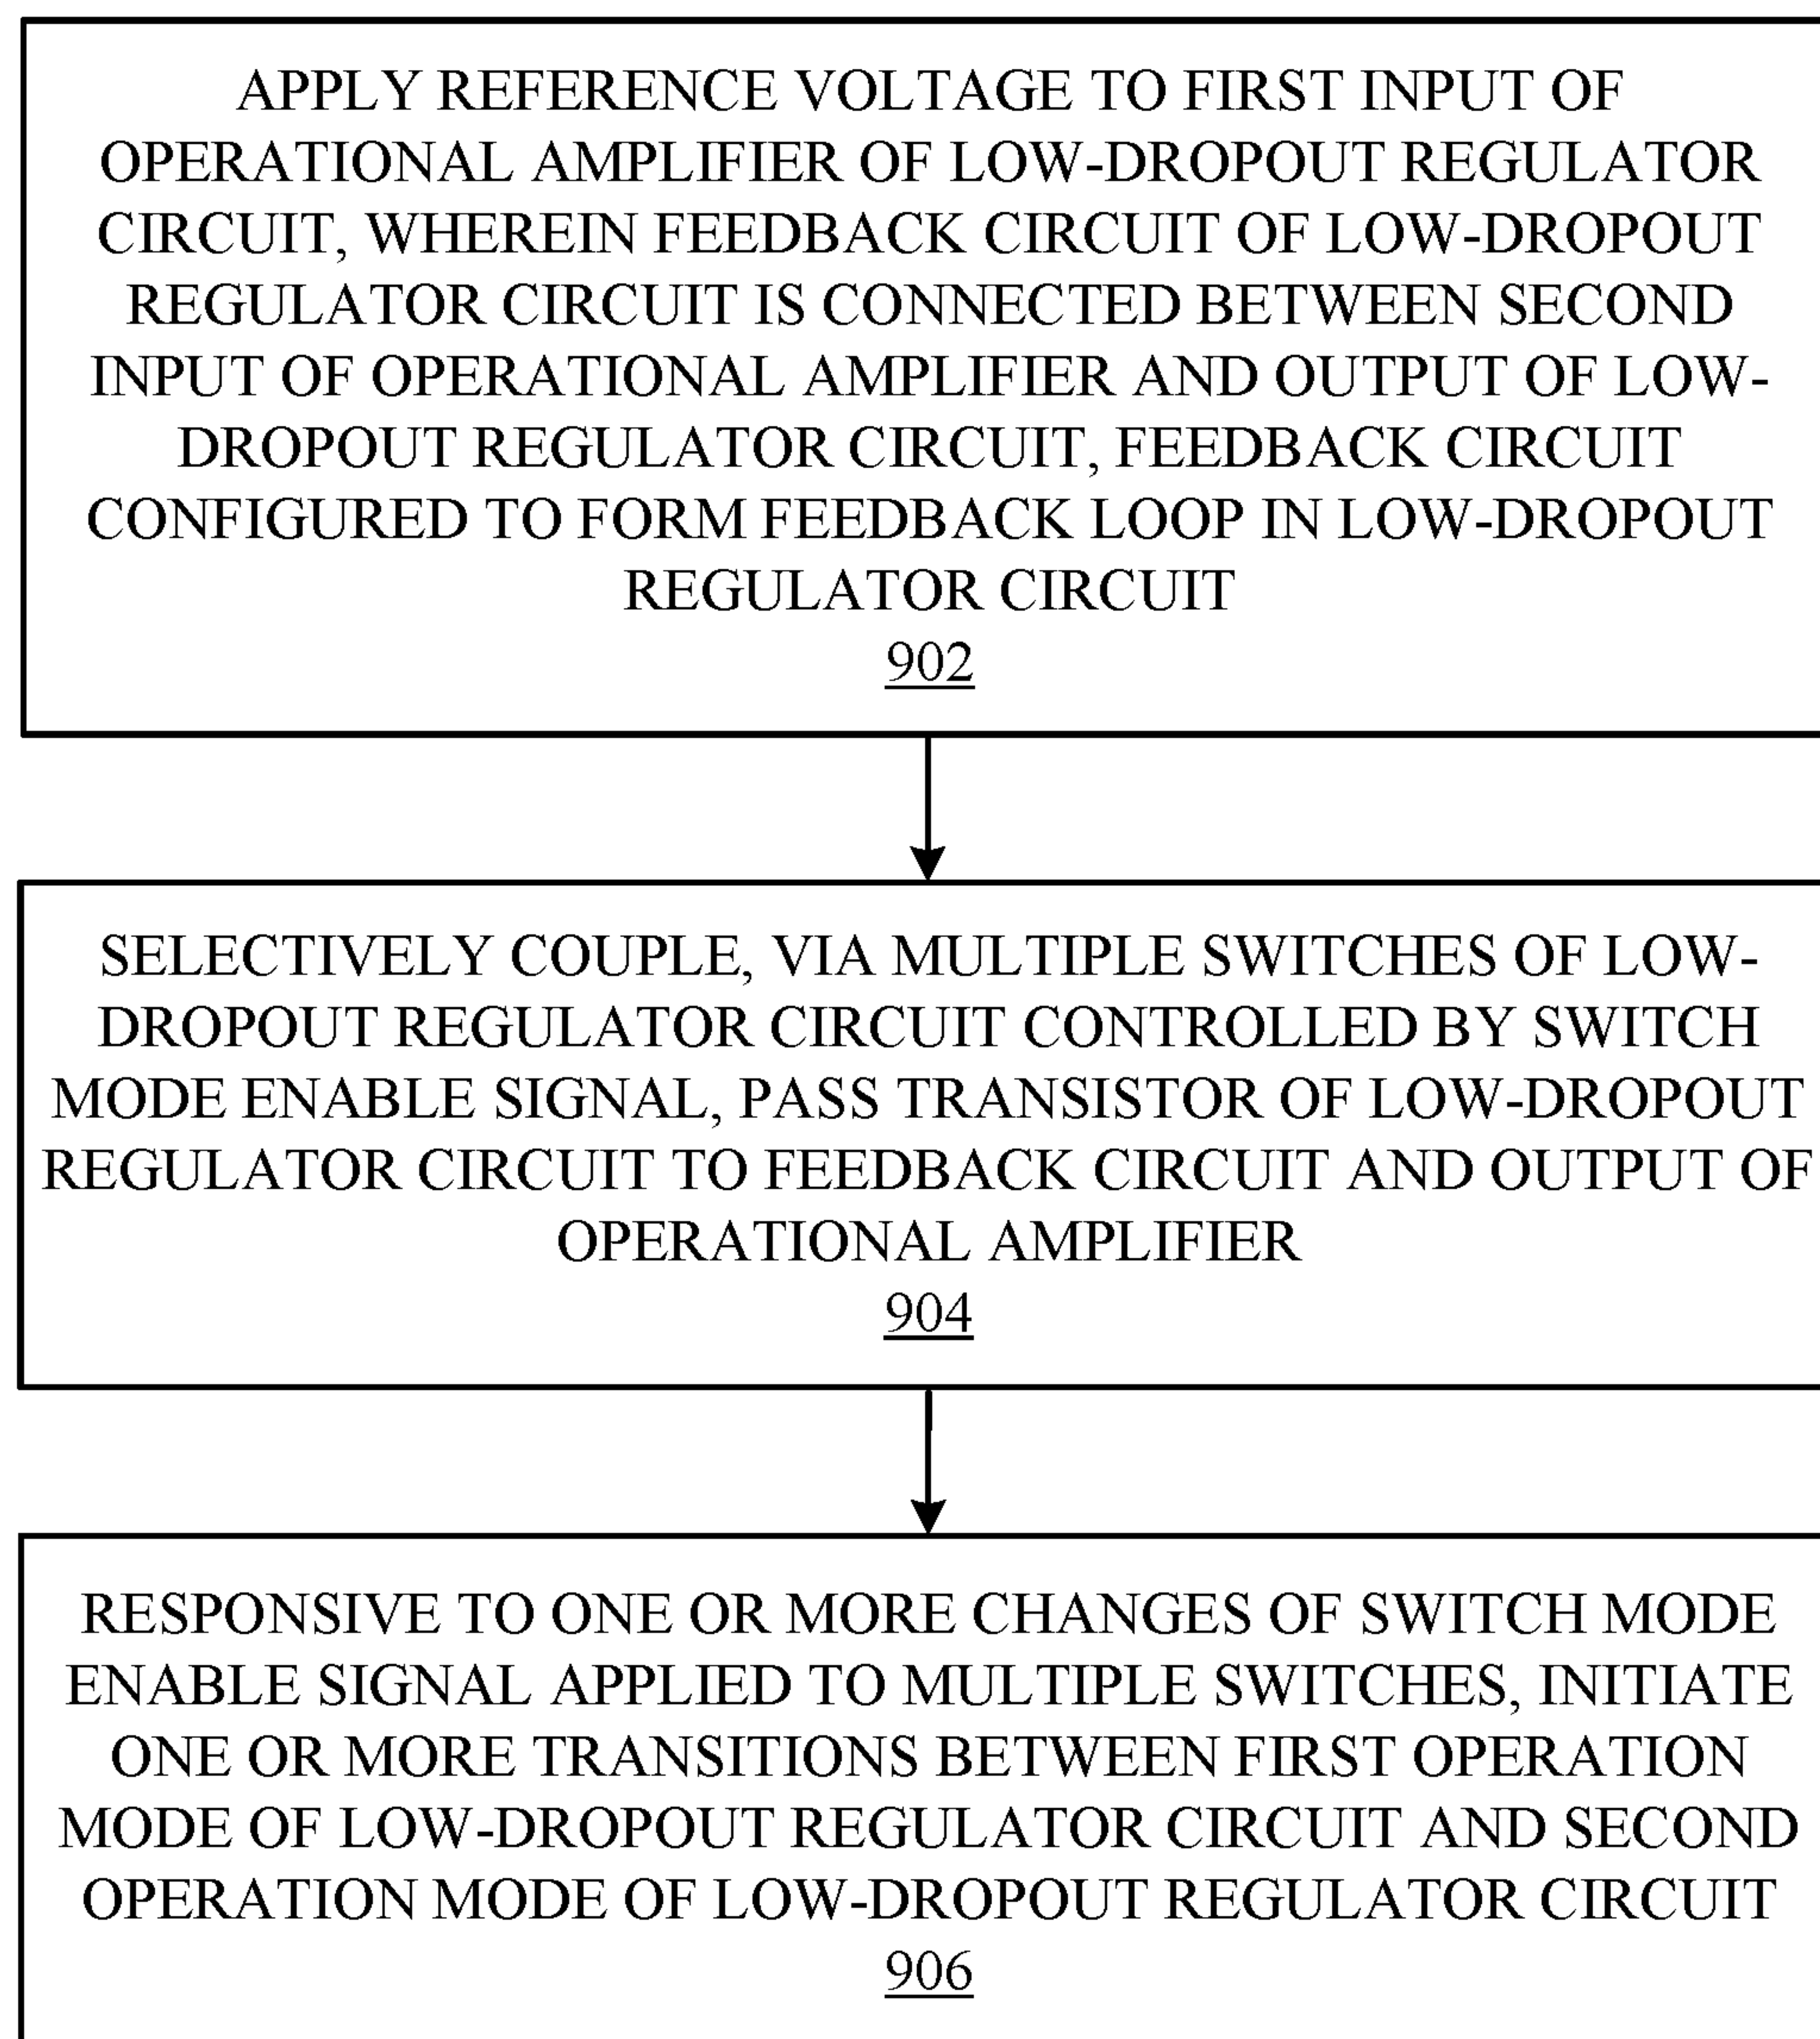 APPLY REFERENCE VOLTAGE TO FIRST INPUT OF
OPERATIONAL AMPLIFIER OF LOW-DROPOUT REGULATOR
CIRCUIT, WHEREIN FEEDBACK CIRCUIT OF LOW-DROPOUT
REGULATOR CIRCUIT IS CONNECTED BETWEEN SECOND
INPUT OF OPERATIONAL AMPLIFIER AND OUTPUT OF LOW-
DROPOUT REGULATOR CIRCUIT, FEEDBACK CIRCUIT
CONFIGURED TO FORM FEEDBACK LOOP IN LOW-DROPOUT
REGULATOR CIRCUIT
902
SELECTIVELY COUPLE, VIA MULTIPLE SWITCHES OF LOW-
DROPOUT REGULATOR CIRCUIT CONTROLLED BY SWITCH
MODE ENABLE SIGNAL, PASS TRANSISTOR OF LOW-DROPOUT
REGULATOR CIRCUIT TO FEEDBACK CIRCUIT AND OUTPUT OF
OPERATIONAL AMPLIFIER
904
RESPONSIVE TO ONE OR MORE CHANGES OF SWITCH MODE
ENABLE SIGNAL APPLIED TO MULTIPLE SWITCHES, INITIATE
ONE OR MORE TRANSITIONS BETWEEN FIRST OPERATION
MODE OF LOW-DROPOUT REGULATOR CIRCUIT AND SECOND
OPERATION MODE OF LOW-DROPOUT REGULATOR CIRCUIT
906